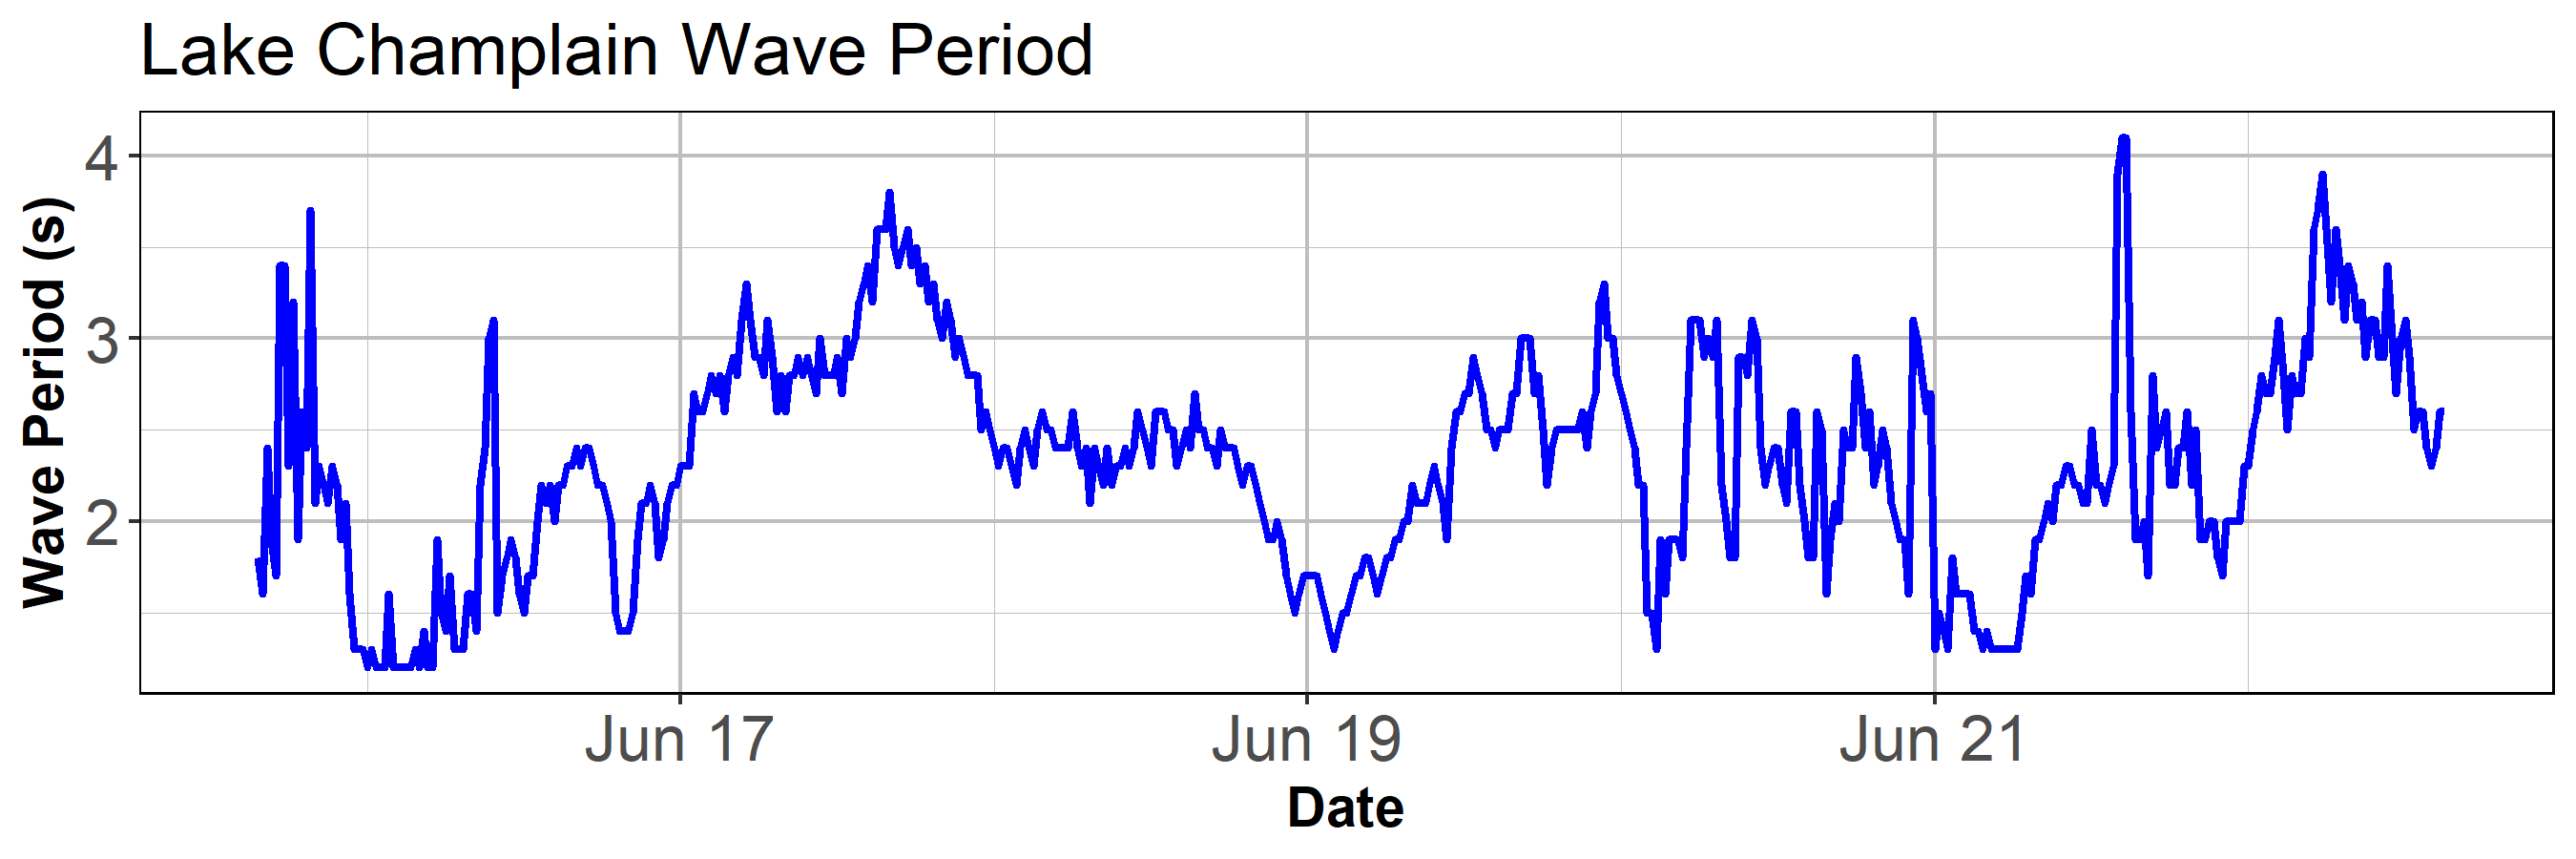 Lake Champlain Wave Period
Wave Period (s)
4
3
2
Jun 17
Jun 19
Jun 21
Date